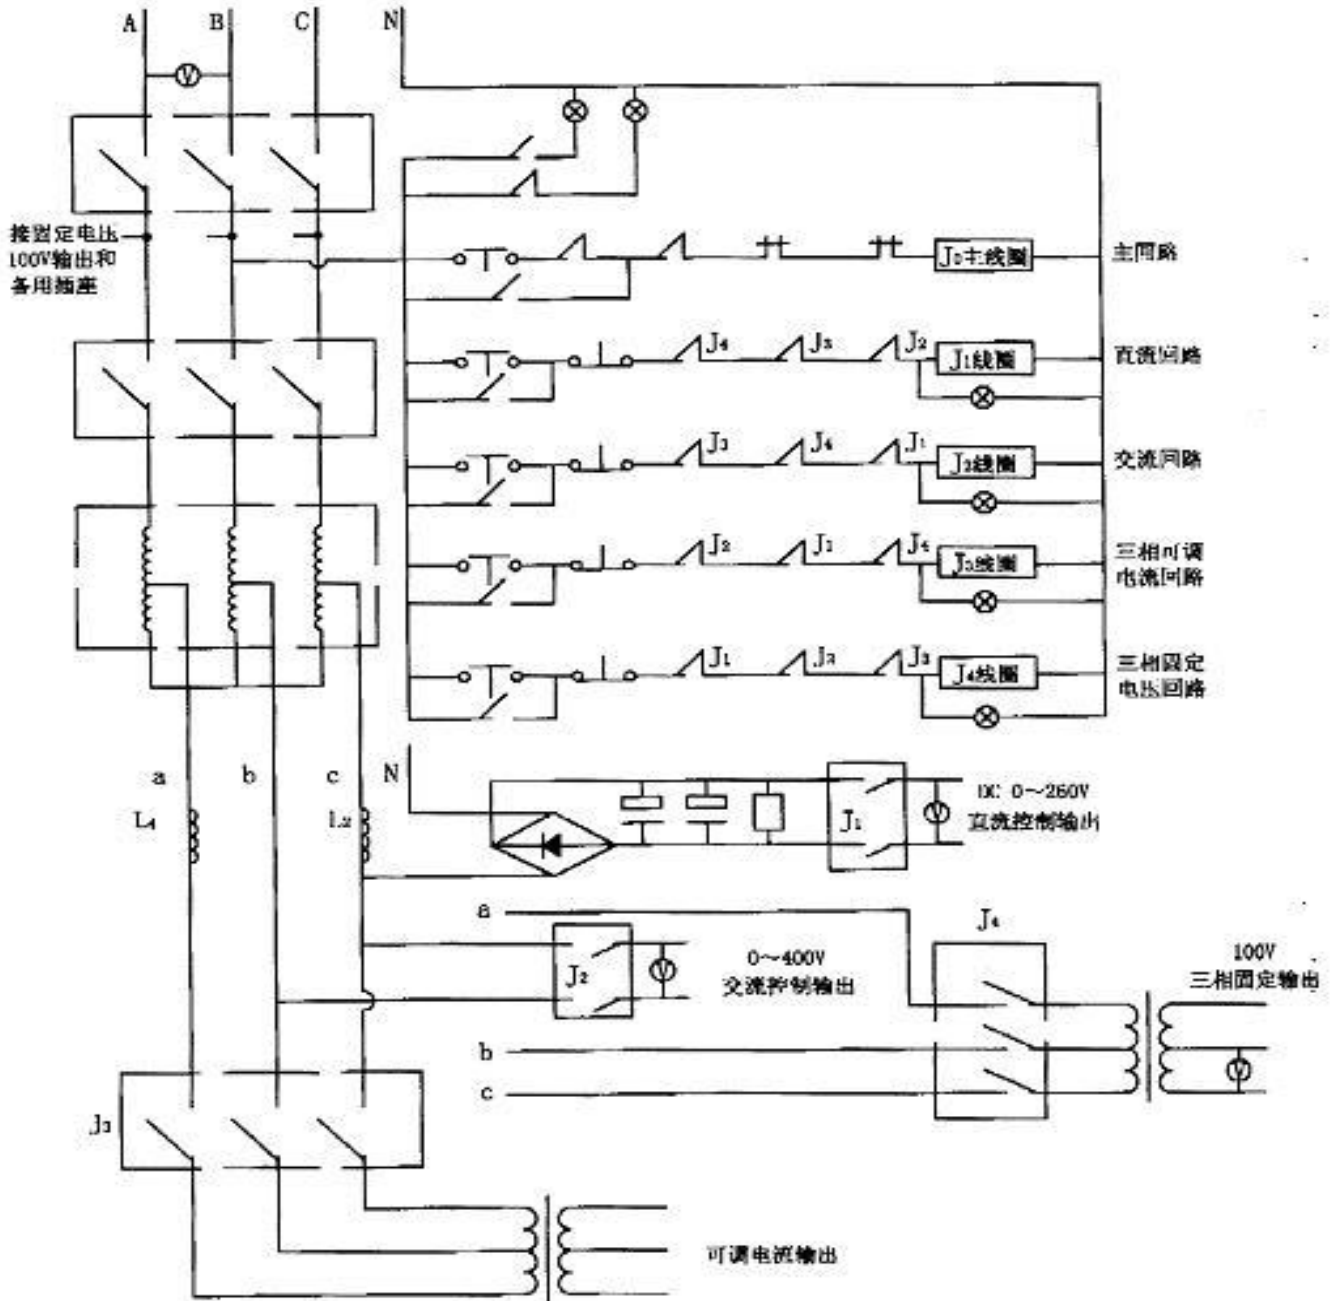 A
B
C
N
V
接固定电压
100V输出和
备用插座
J₀主线圈
主回路
J₄
J₃
J₂
J₁线圈
直流回路
J₃
J₄
J₁
J₂线圈
交流回路
J₂
J₁
J₄
J₃线圈
三相可调
电流回路
J₁
J₂
J₃
J₄线圈
三相固定
电压回路
a
b
c
N
L₄
L₂
J₁
V
DC 0～260V
直流控制输出
a
J₂
V
0～400V
交流控制输出
J₄
100V
三相固定输出
b
c
V
J₃
可调电流输出